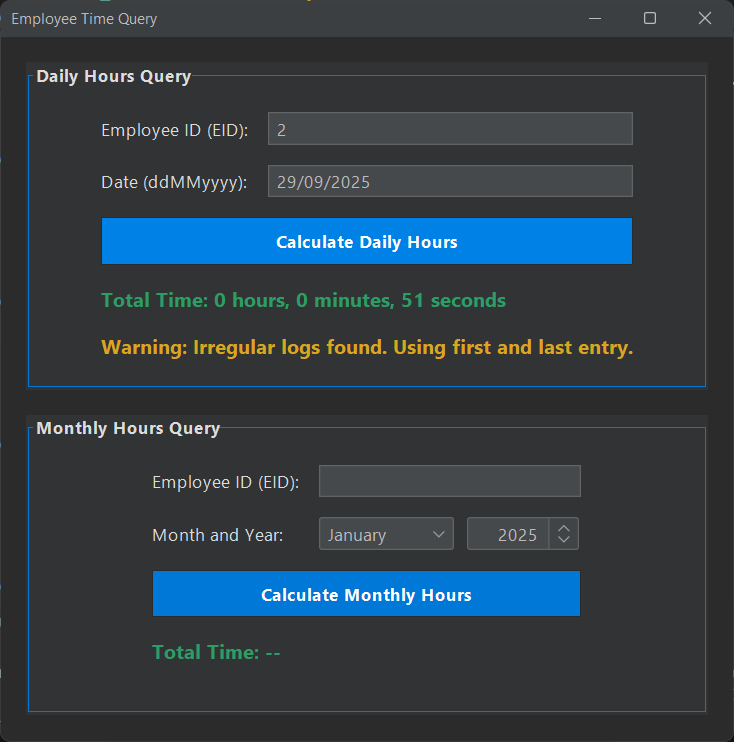 Employee Time Query
Daily Hours Query
Employee ID (EID): 2
Date (ddMMyyyy): 29/09/2025
Calculate Daily Hours
Total Time: 0 hours, 0 minutes, 51 seconds
Warning: Irregular logs found. Using first and last entry.
Monthly Hours Query
Employee ID (EID):
Month and Year: January 2025
Calculate Monthly Hours
Total Time: --